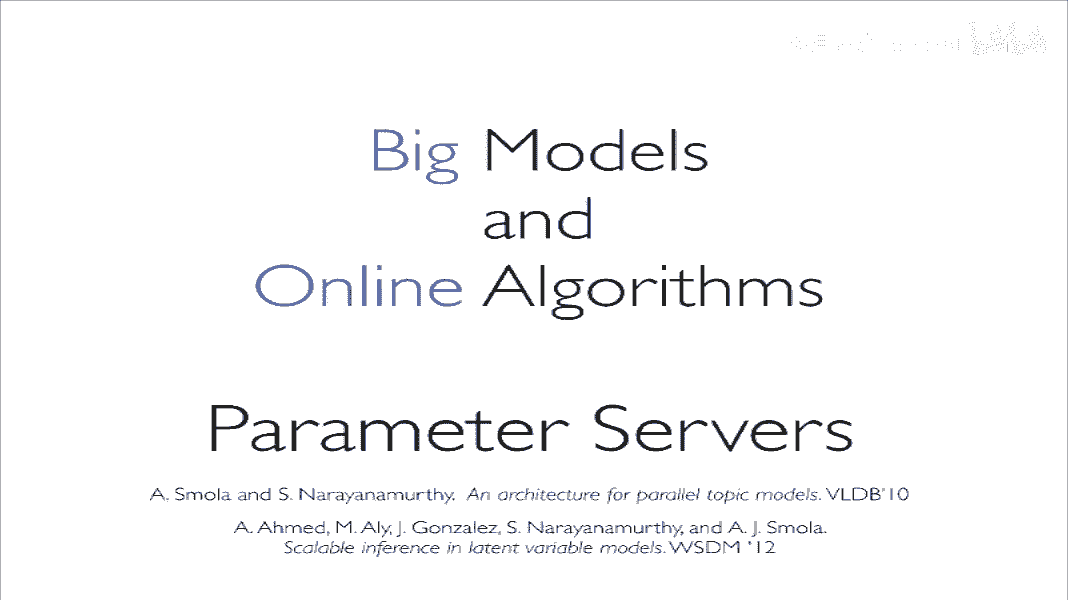 Big Models
and
Online Algorithms
Parameter Servers
A. Smola and S. Narayanamurthy. An architecture for parallel topic models. VLDB'10
A. Ahmed, M. Aly, J. Gonzalez, S. Narayanamurthy, and A. J. Smola.
Scalable inference in latent variable models. WSDM '12